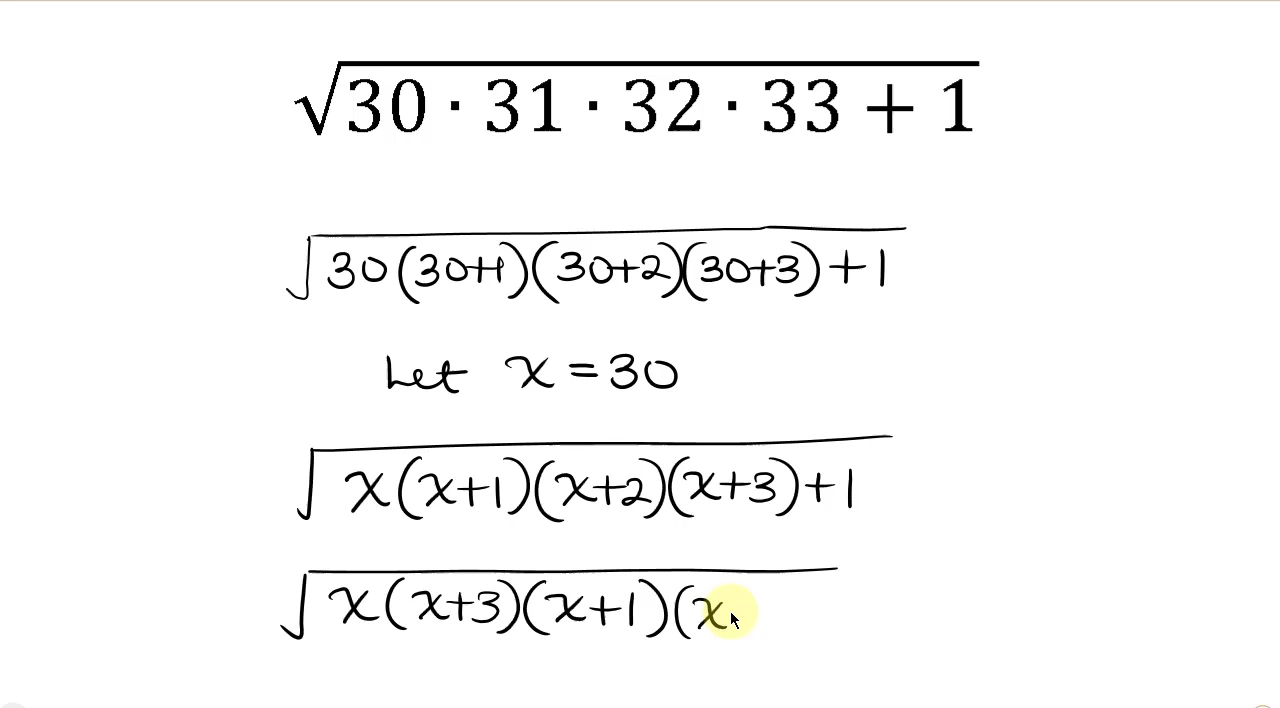 √30 · 31 · 32 · 33 + 1
√30(30+1)(30+2)(30+3)+1
Let x = 30
√x(x+1)(x+2)(x+3)+1
√x(x+3)(x+1)(x